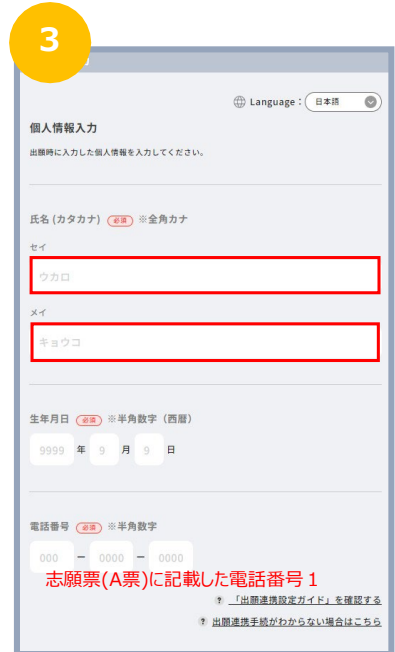 3
Language： 日本語
個人情報入力
出願時に入力した個人情報を入力してください。
氏名 (カタカナ) 必須 ※全角カナ
セイ
ウカロ
メイ
キョウコ
生年月日 必須 ※半角数字（西暦）
9999 年 9 月 9 日
電話番号 必須 ※半角数字
000 － 0000 － 0000
志願票(A票)に記載した電話番号１
? 「出願連携設定ガイド」を確認する
? 出願連携手続がわからない場合はこちら